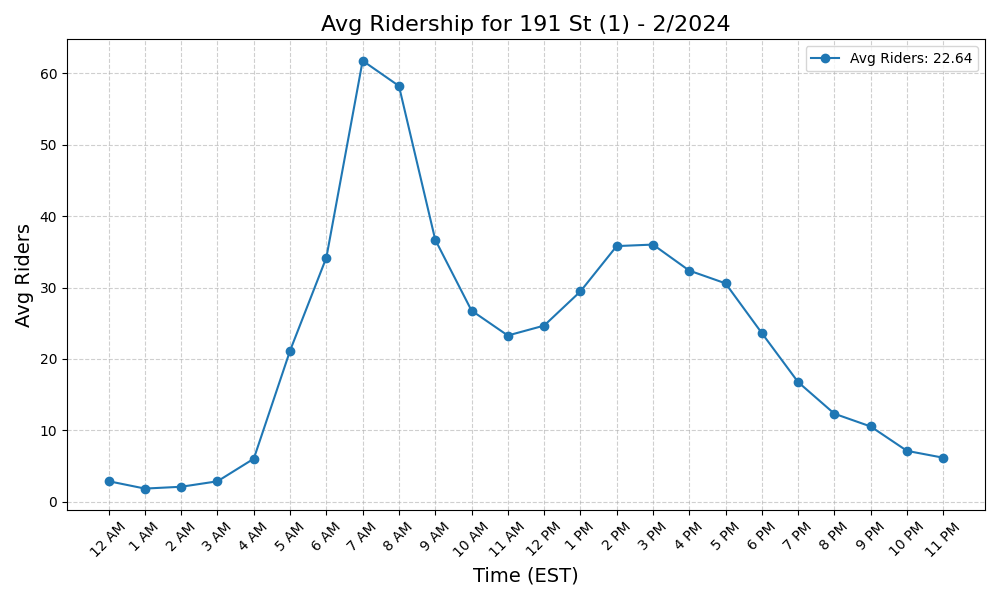 Avg Ridership for 191 St (1) - 2/2024
Avg Riders: 22.64
Avg Riders
60
50
40
30
20
10
0
12 AM
1 AM
2 AM
3 AM
4 AM
5 AM
6 AM
7 AM
8 AM
9 AM
10 AM
11 AM
12 PM
1 PM
2 PM
3 PM
4 PM
5 PM
6 PM
7 PM
8 PM
9 PM
10 PM
11 PM
Time (EST)